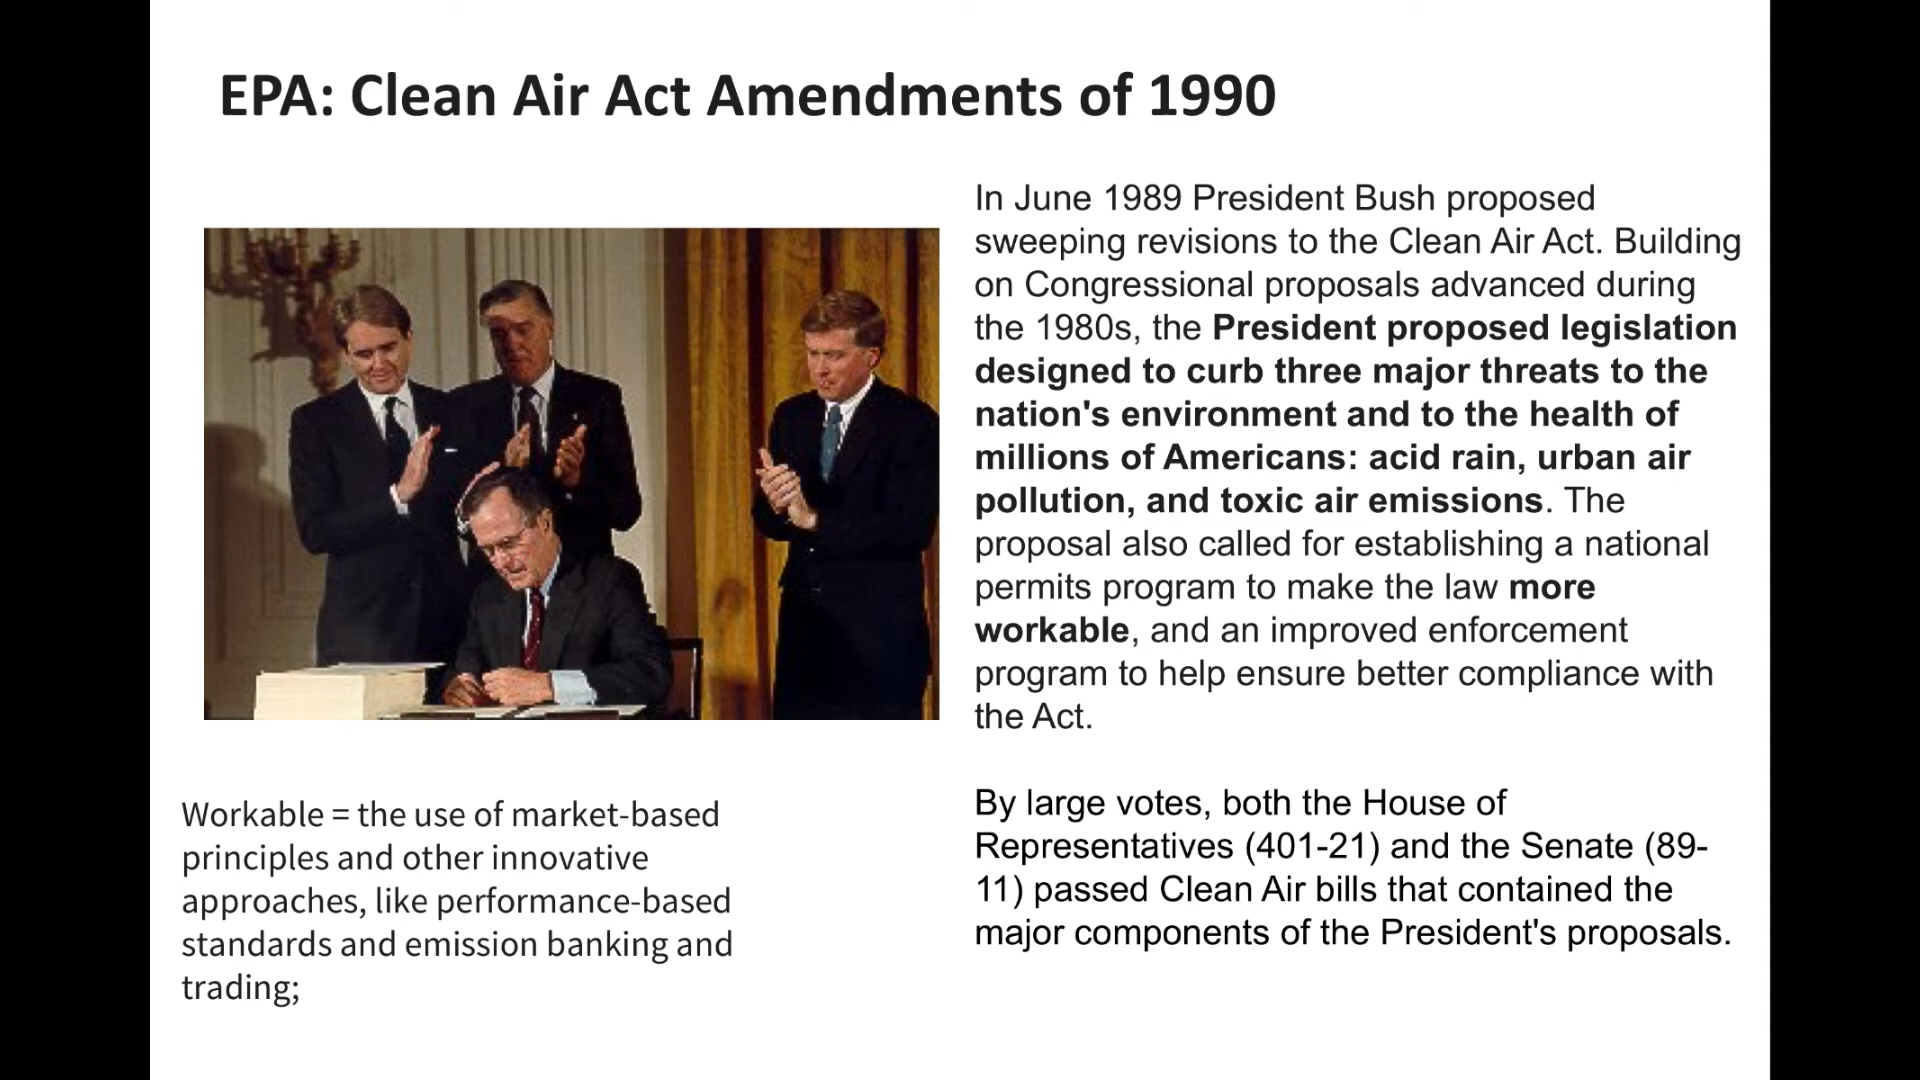 EPA: Clean Air Act Amendments of 1990
In June 1989 President Bush proposed
sweeping revisions to the Clean Air Act. Building
on Congressional proposals advanced during
the 1980s, the President proposed legislation
designed to curb three major threats to the
nation's environment and to the health of
millions of Americans: acid rain, urban air
pollution, and toxic air emissions. The
proposal also called for establishing a national
permits program to make the law more
workable, and an improved enforcement
program to help ensure better compliance with
the Act.
By large votes, both the House of
Representatives (401-21) and the Senate (89-
11) passed Clean Air bills that contained the
major components of the President's proposals.
Workable = the use of market-based
principles and other innovative
approaches, like performance-based
standards and emission banking and
trading;